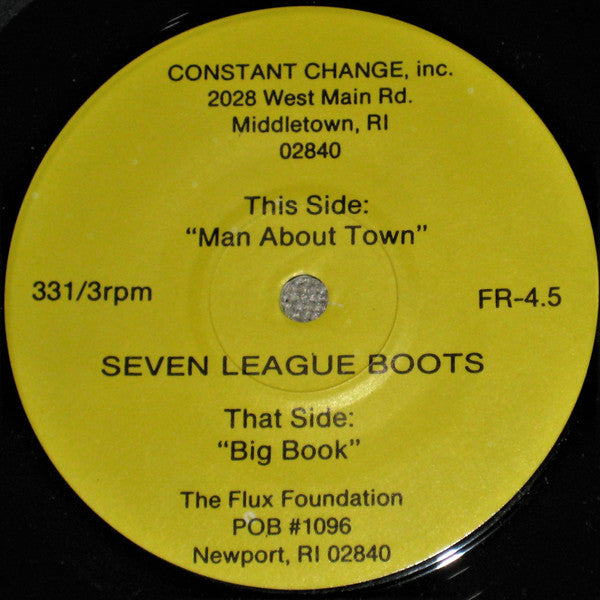 CONSTANT CHANGE, inc.
2028 West Main Rd.
Middletown, RI
02840
This Side:
“Man About Town”
331/3rpm
FR-4.5
SEVEN LEAGUE BOOTS
That Side:
“Big Book”
The Flux Foundation
POB #1096
Newport, RI 02840